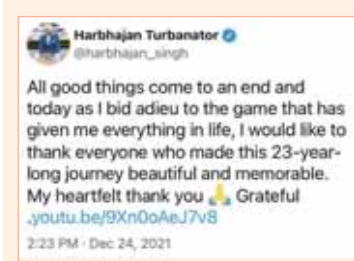 Harbhajan Turbanator
@harbhajan_singh
All good things come to an end and
today as I bid adieu to the game that has
given me everything in life, I would like to
thank everyone who made this 23-year-
long journey beautiful and memorable.
My heartfelt thank you 🙏 Grateful
.youtu.be/9Xn0oAeJ7v8
2:23 PM · Dec 24, 2021